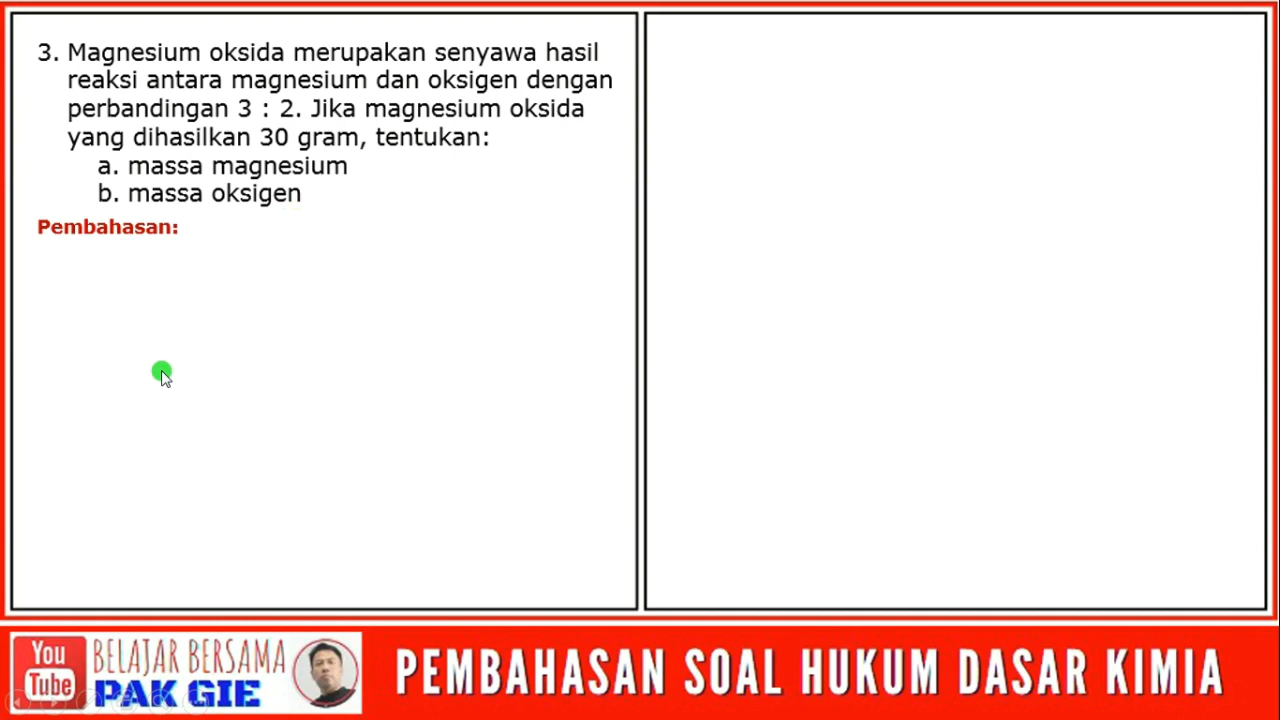 3. Magnesium oksida merupakan senyawa hasil
reaksi antara magnesium dan oksigen dengan
perbandingan 3 : 2. Jika magnesium oksida
yang dihasilkan 30 gram, tentukan:
a. massa magnesium
b. massa oksigen
Pembahasan:
You
Tube
BELAJAR BERSAMA
PAK GIE
PEMBAHASAN SOAL HUKUM DASAR KIMIA